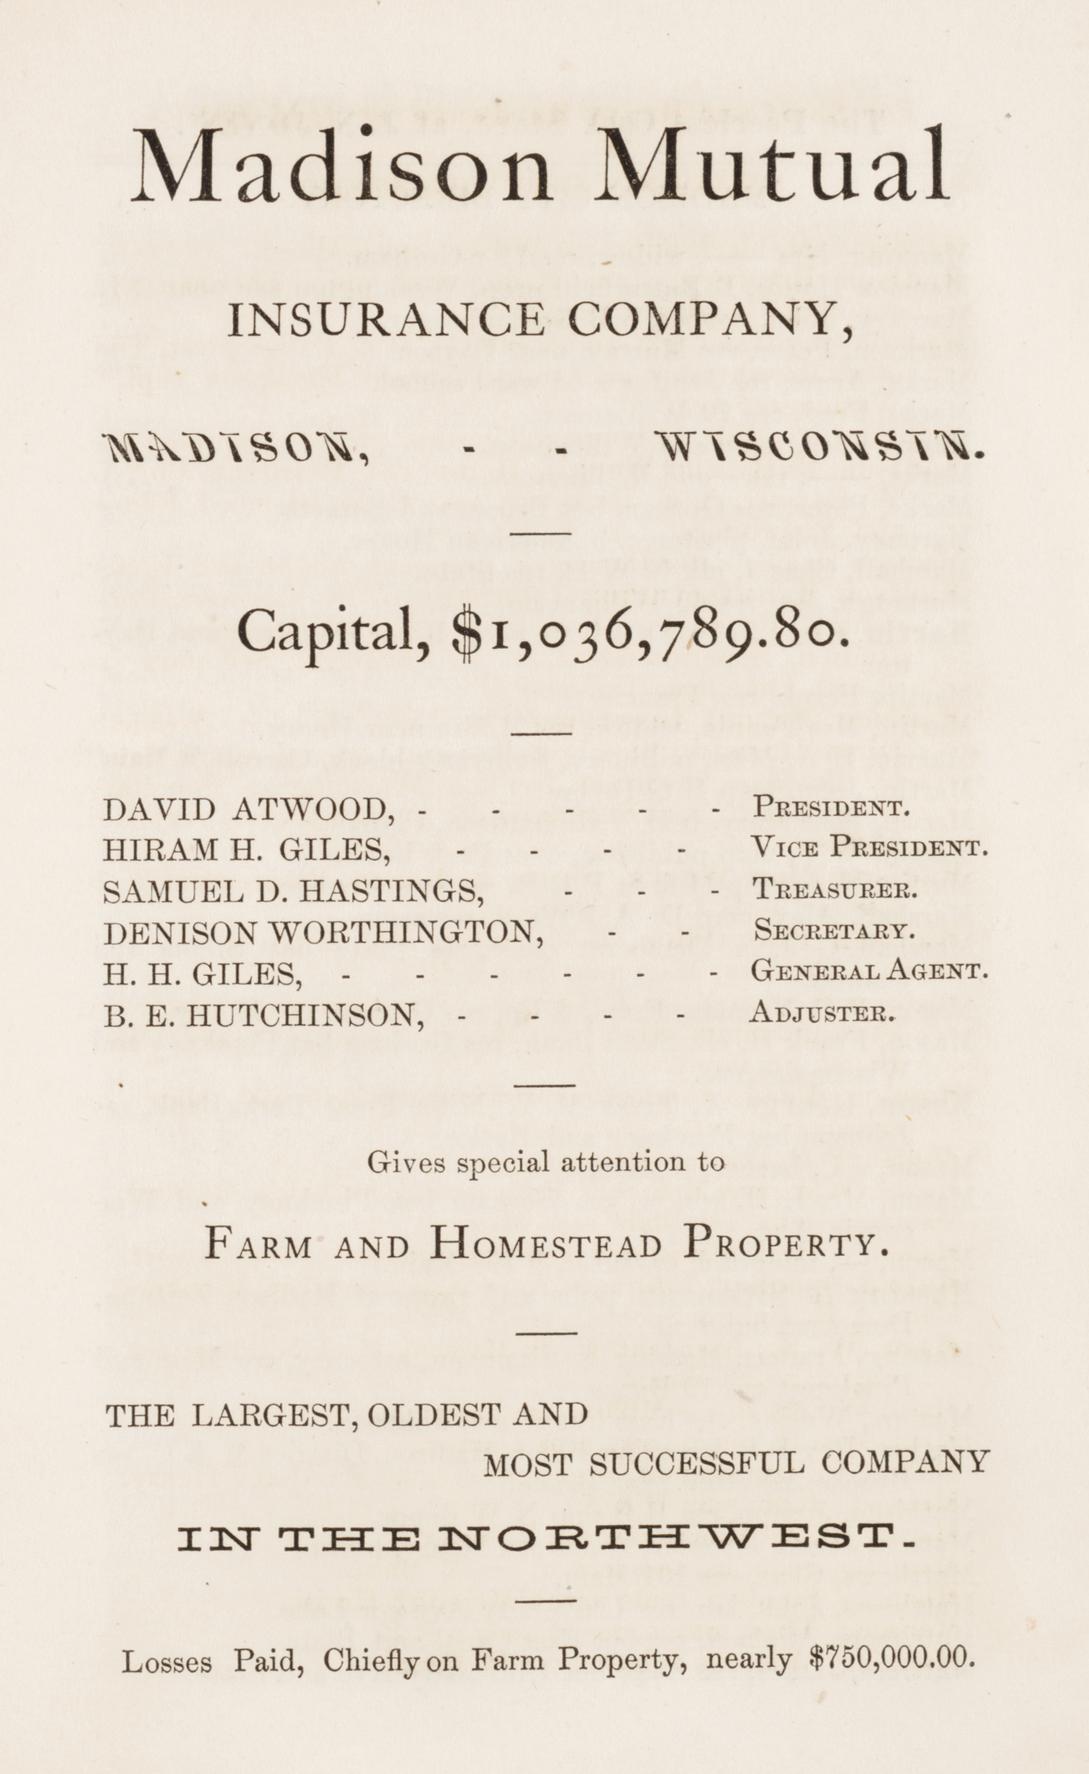 Madison Mutual
INSURANCE COMPANY,
MADISON, - - WISCONSIN.
Capital, $1,036,789.80.
DAVID ATWOOD, - - - - - PRESIDENT.
HIRAM H. GILES, - - - - VICE PRESIDENT.
SAMUEL D. HASTINGS, - - - TREASURER.
DENISON WORTHINGTON, - - SECRETARY.
H. H. GILES, - - - - - - GENERAL AGENT.
B. E. HUTCHINSON, - - - - ADJUSTER.
Gives special attention to
FARM AND HOMESTEAD PROPERTY.
THE LARGEST, OLDEST AND
MOST SUCCESSFUL COMPANY
IN THE NORTHWEST.
Losses Paid, Chiefly on Farm Property, nearly $750,000.00.